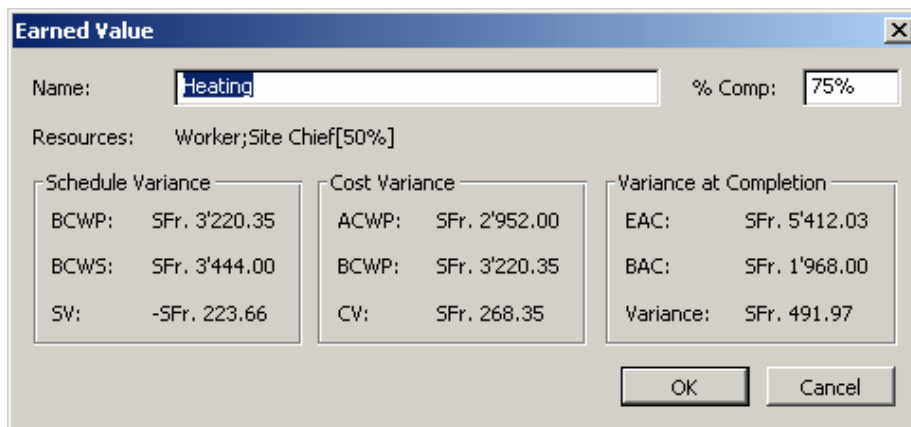 Earned Value
Name: Heating % Comp: 75%
Resources: Worker;Site Chief[50%]
Schedule Variance Cost Variance Variance at Completion
BCWP: SFr. 3'220.35 ACWP: SFr. 2'952.00 EAC: SFr. 5'412.03
BCWS: SFr. 3'444.00 BCWP: SFr. 3'220.35 BAC: SFr. 1'968.00
SV: -SFr. 223.66 CV: SFr. 268.35 Variance: SFr. 491.97
OK Cancel